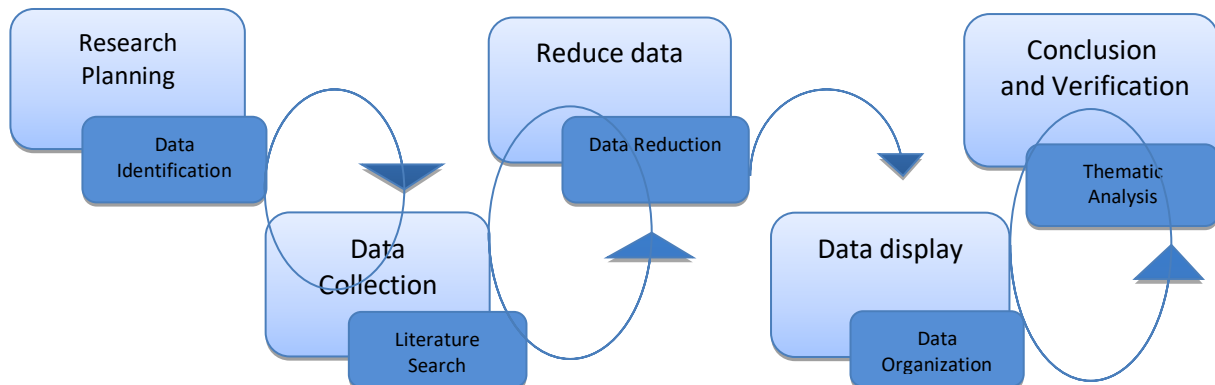 Research
Planning
Data
Identification
Data
Collection
Literature
Search
Reduce data
Data Reduction
Data display
Data
Organization
Conclusion
and Verification
Thematic
Analysis